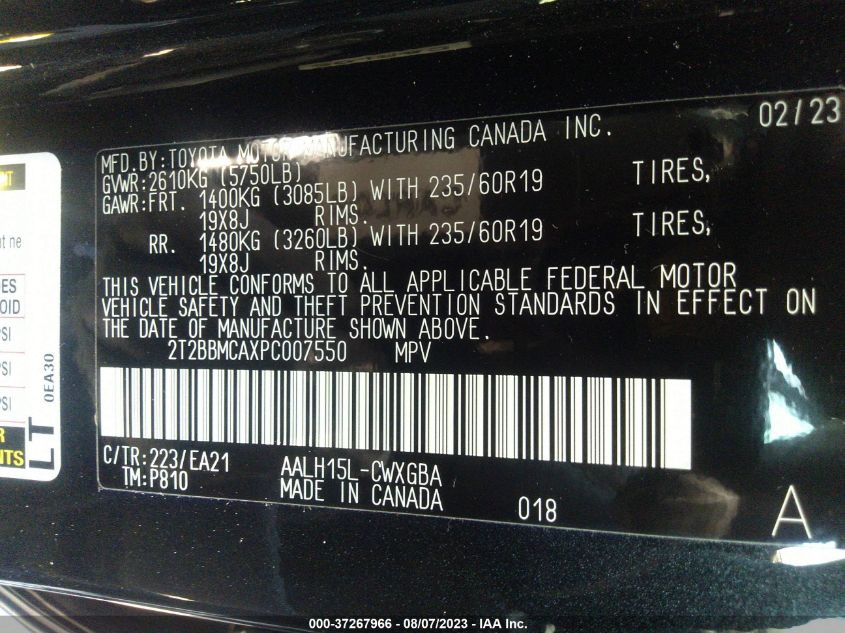 02/23
MFD.BY:TOYOTA MOTOR MANUFACTURING CANADA INC.
GVWR:2610KG (5750LB)
GAWR:FRT. 1400KG (3085LB) WITH 235/60R19 TIRES,
19X8J RIMS.
RR. 1480KG (3260LB) WITH 235/60R19 TIRES,
19X8J RIMS.
THIS VEHICLE CONFORMS TO ALL APPLICABLE FEDERAL MOTOR
VEHICLE SAFETY AND THEFT PREVENTION STANDARDS IN EFFECT ON
THE DATE OF MANUFACTURE SHOWN ABOVE.
2T2BBMCAXPC007550 MPV
C/TR:223/EA21 AALH15L-CWXGBA
TM:P810 MADE IN CANADA 018 A
LT 0EA30
000-37267966 - 08/07/2023 - IAA Inc.